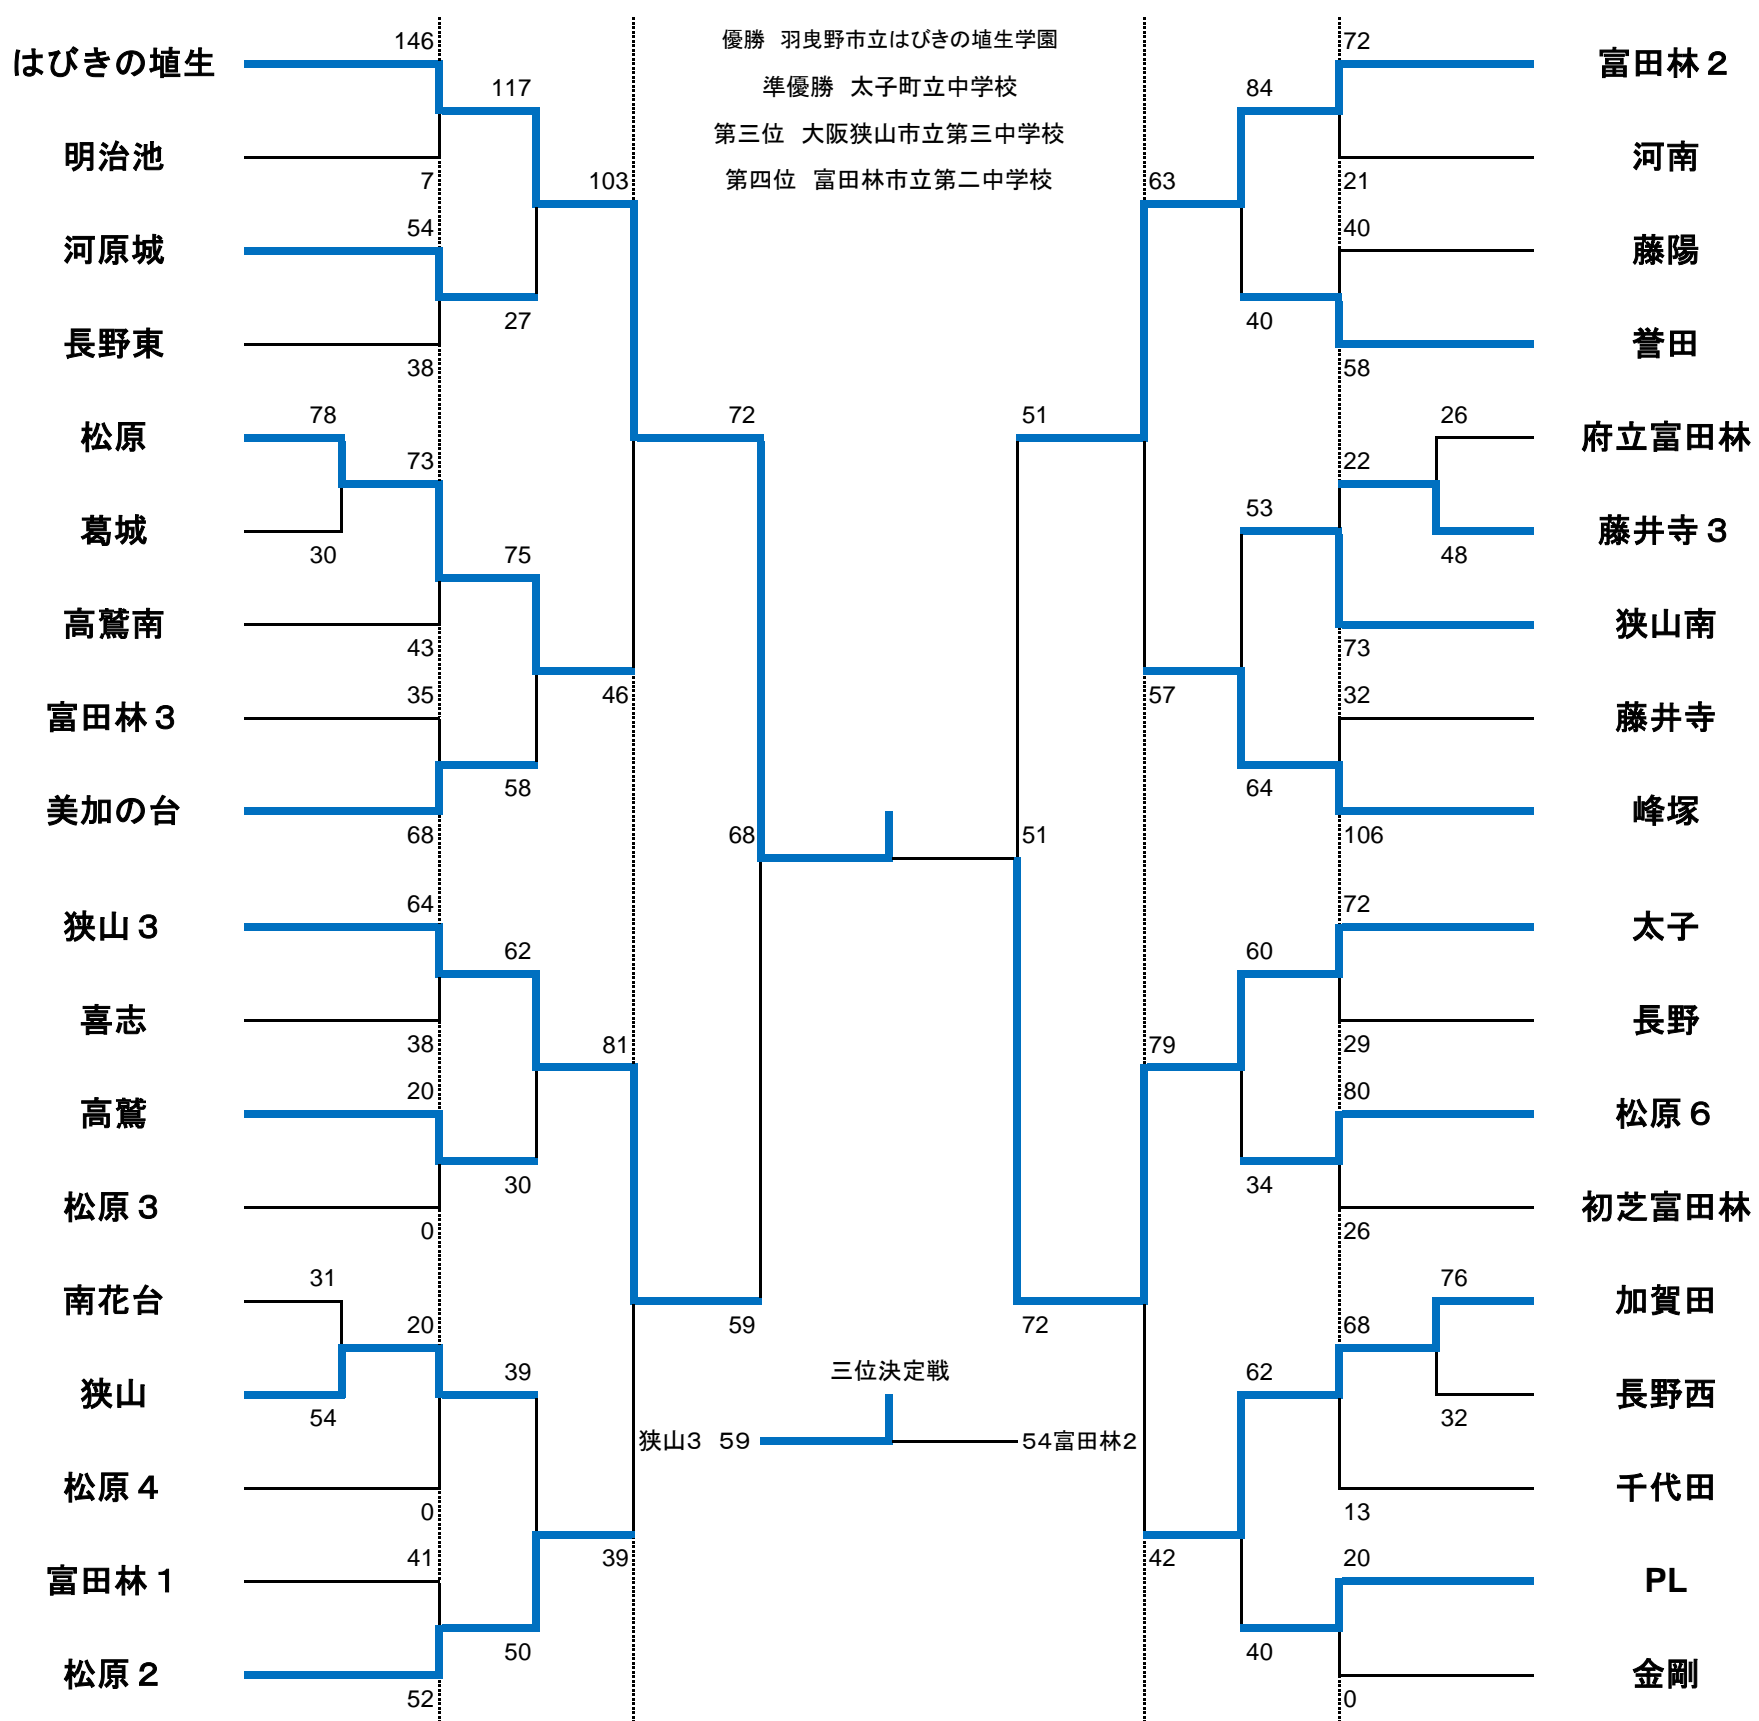 優勝　羽曳野市立はびきの埴生学園
準優勝　太子町立中学校
第三位　大阪狭山市立第三中学校
第四位　富田林市立第二中学校
はびきの埴生
146
117
明治池
7
103
河原城
54
27
長野東
38
松原
78
73
72
葛城
30
75
高鷲南
43
46
富田林３
35
58
美加の台
68
68
狭山３
64
62
喜志
38
81
高鷲
20
30
松原３
0
南花台
31
20
59
狭山
54
39
松原４
0
39
富田林１
41
50
松原２
52
72
富田林２
84
63
21
河南
40
藤陽
40
58
誉田
51
26
府立富田林
22
53
48
藤井寺３
73
狭山南
57
32
藤井寺
64
106
峰塚
51
72
太子
60
29
長野
79
80
松原６
34
26
初芝富田林
76
加賀田
72
68
62
32
長野西
13
千代田
42
20
PL
40
0
金剛
三位決定戦
狭山３　59
54富田林２